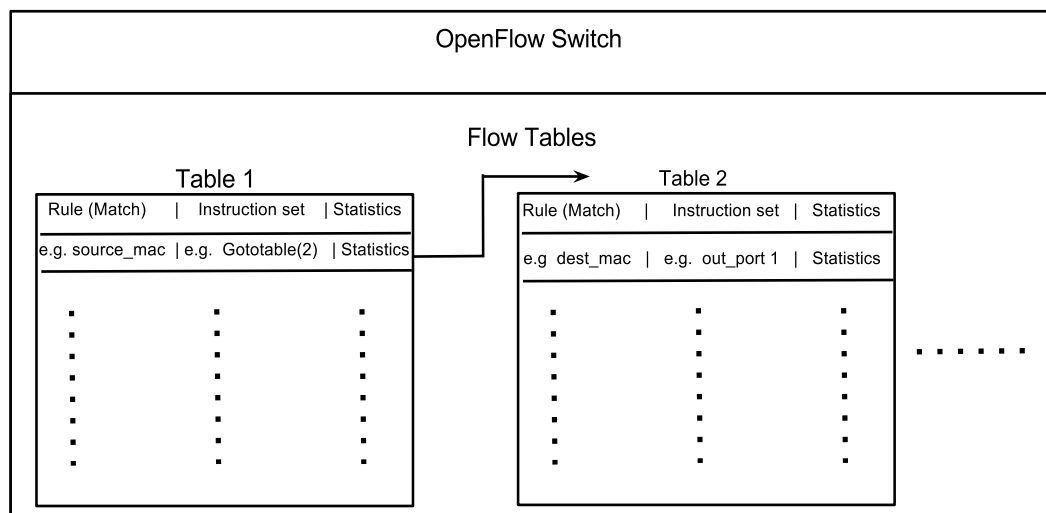 OpenFlow Switch
Flow Tables
Table 1
Rule (Match) | Instruction set | Statistics
e.g. source_mac | e.g. Gototable(2) | Statistics
Table 2
Rule (Match) | Instruction set | Statistics
e.g dest_mac | e.g. out_port 1 | Statistics